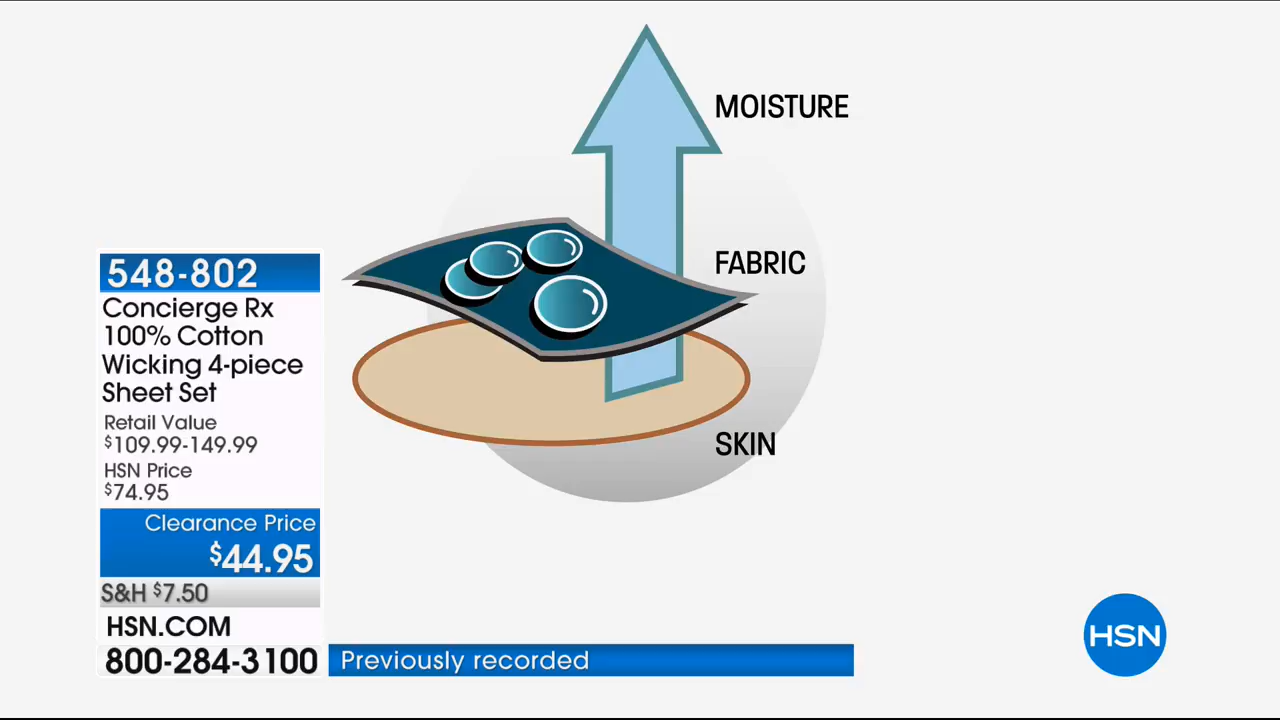 MOISTURE
FABRIC
SKIN
548-802
Concierge Rx
100% Cotton
Wicking 4-piece
Sheet Set
Retail Value
$109.99-149.99
HSN Price
$74.95
Clearance Price
$44.95
S&H $7.50
HSN.COM
800-284-3100
Previously recorded
HSN